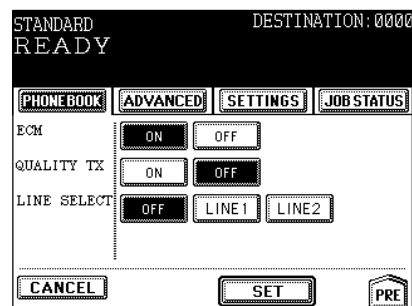 STANDARD DESTINATION:0000
READY
PHONEBOOK ADVANCED SETTINGS JOB STATUS
ECM ON OFF
QUALITY TX ON OFF
LINE SELECT OFF LINE1 LINE2
CANCEL SET PRE